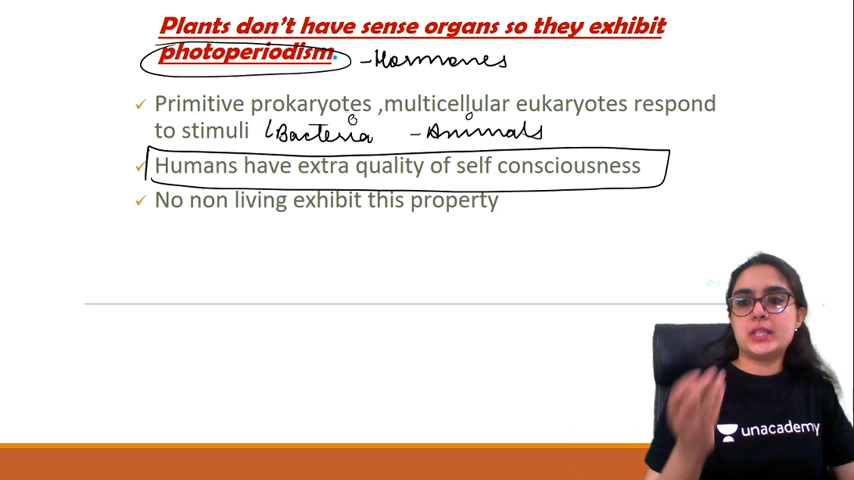 Plants don't have sense organs so they exhibit
photoperiodism. - Hormones
Primitive prokaryotes ,multicellular eukaryotes respond
to stimuli Bacteria - Animals
Humans have extra quality of self consciousness
No non living exhibit this property
unacademy